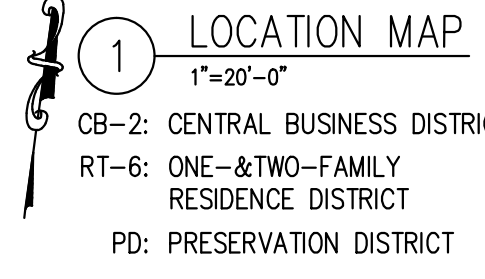 1 LOCATION MAP
1"=20'-0"
CB-2: CENTRAL BUSINESS
RT-6: ONE-&TWO-FAMILY
RESIDENCE DISTRICT
PD: PRESERVATION DISTRICT